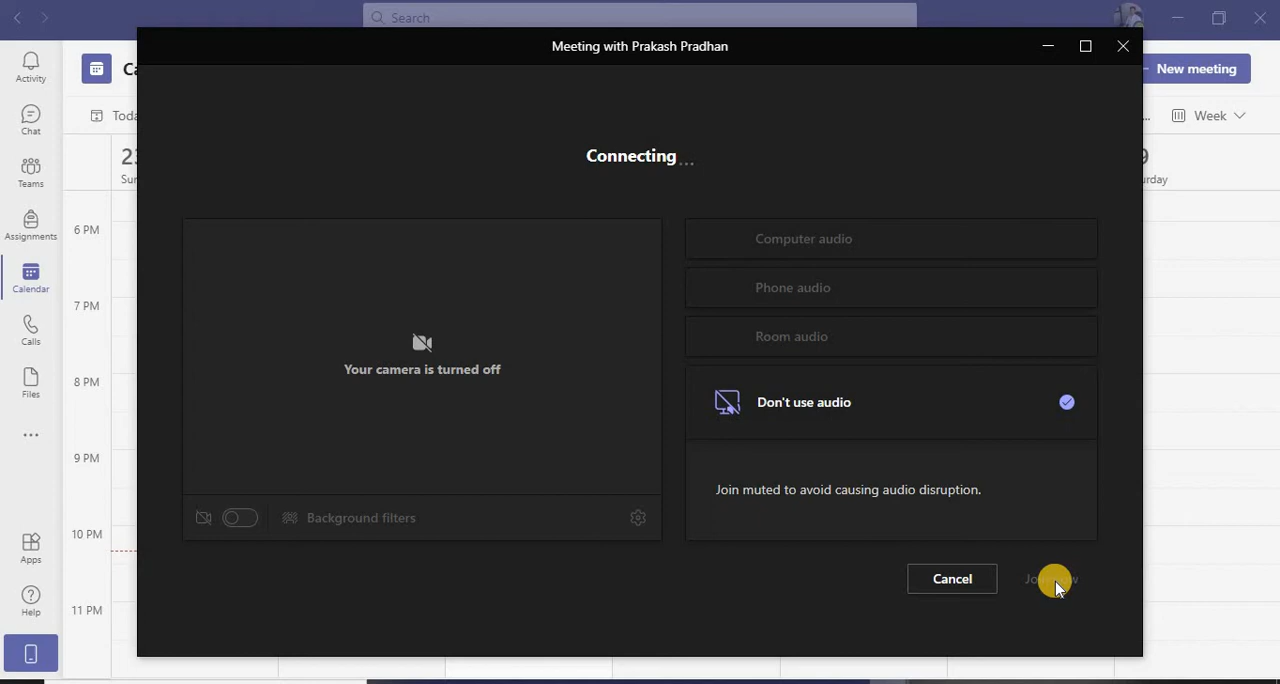 Search
Meeting with Prakash Pradhan
Activity
Chat
Teams
Assignments
Calendar
Calls
Files
...
Apps
Help
New meeting
Week
6 PM
7 PM
8 PM
9 PM
10 PM
11 PM
Connecting...
Your camera is turned off
Background filters
Computer audio
Phone audio
Room audio
Don't use audio
Join muted to avoid causing audio disruption.
Cancel